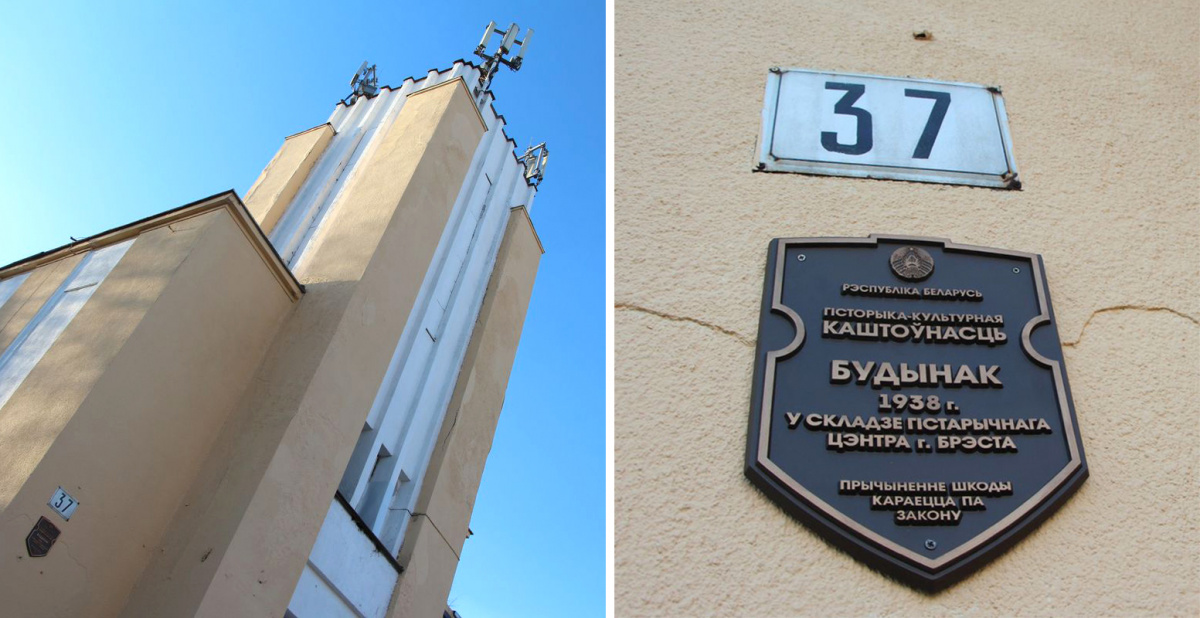 37
37
РЭСПУБЛІКА БЕЛАРУСЬ
ГІСТОРЫКА-КУЛЬТУРНАЯ
КАШТОЎНАСЦЬ
БУДЫНАК
1938 г.
У СКЛАДЗЕ ГІСТАРЫЧНАГА
ЦЭНТРА г. БРЭСТА
ПРЫЧЫНЕННЕ ШКОДЫ
КАРАЕЦЦА ПА
ЗАКОНУ